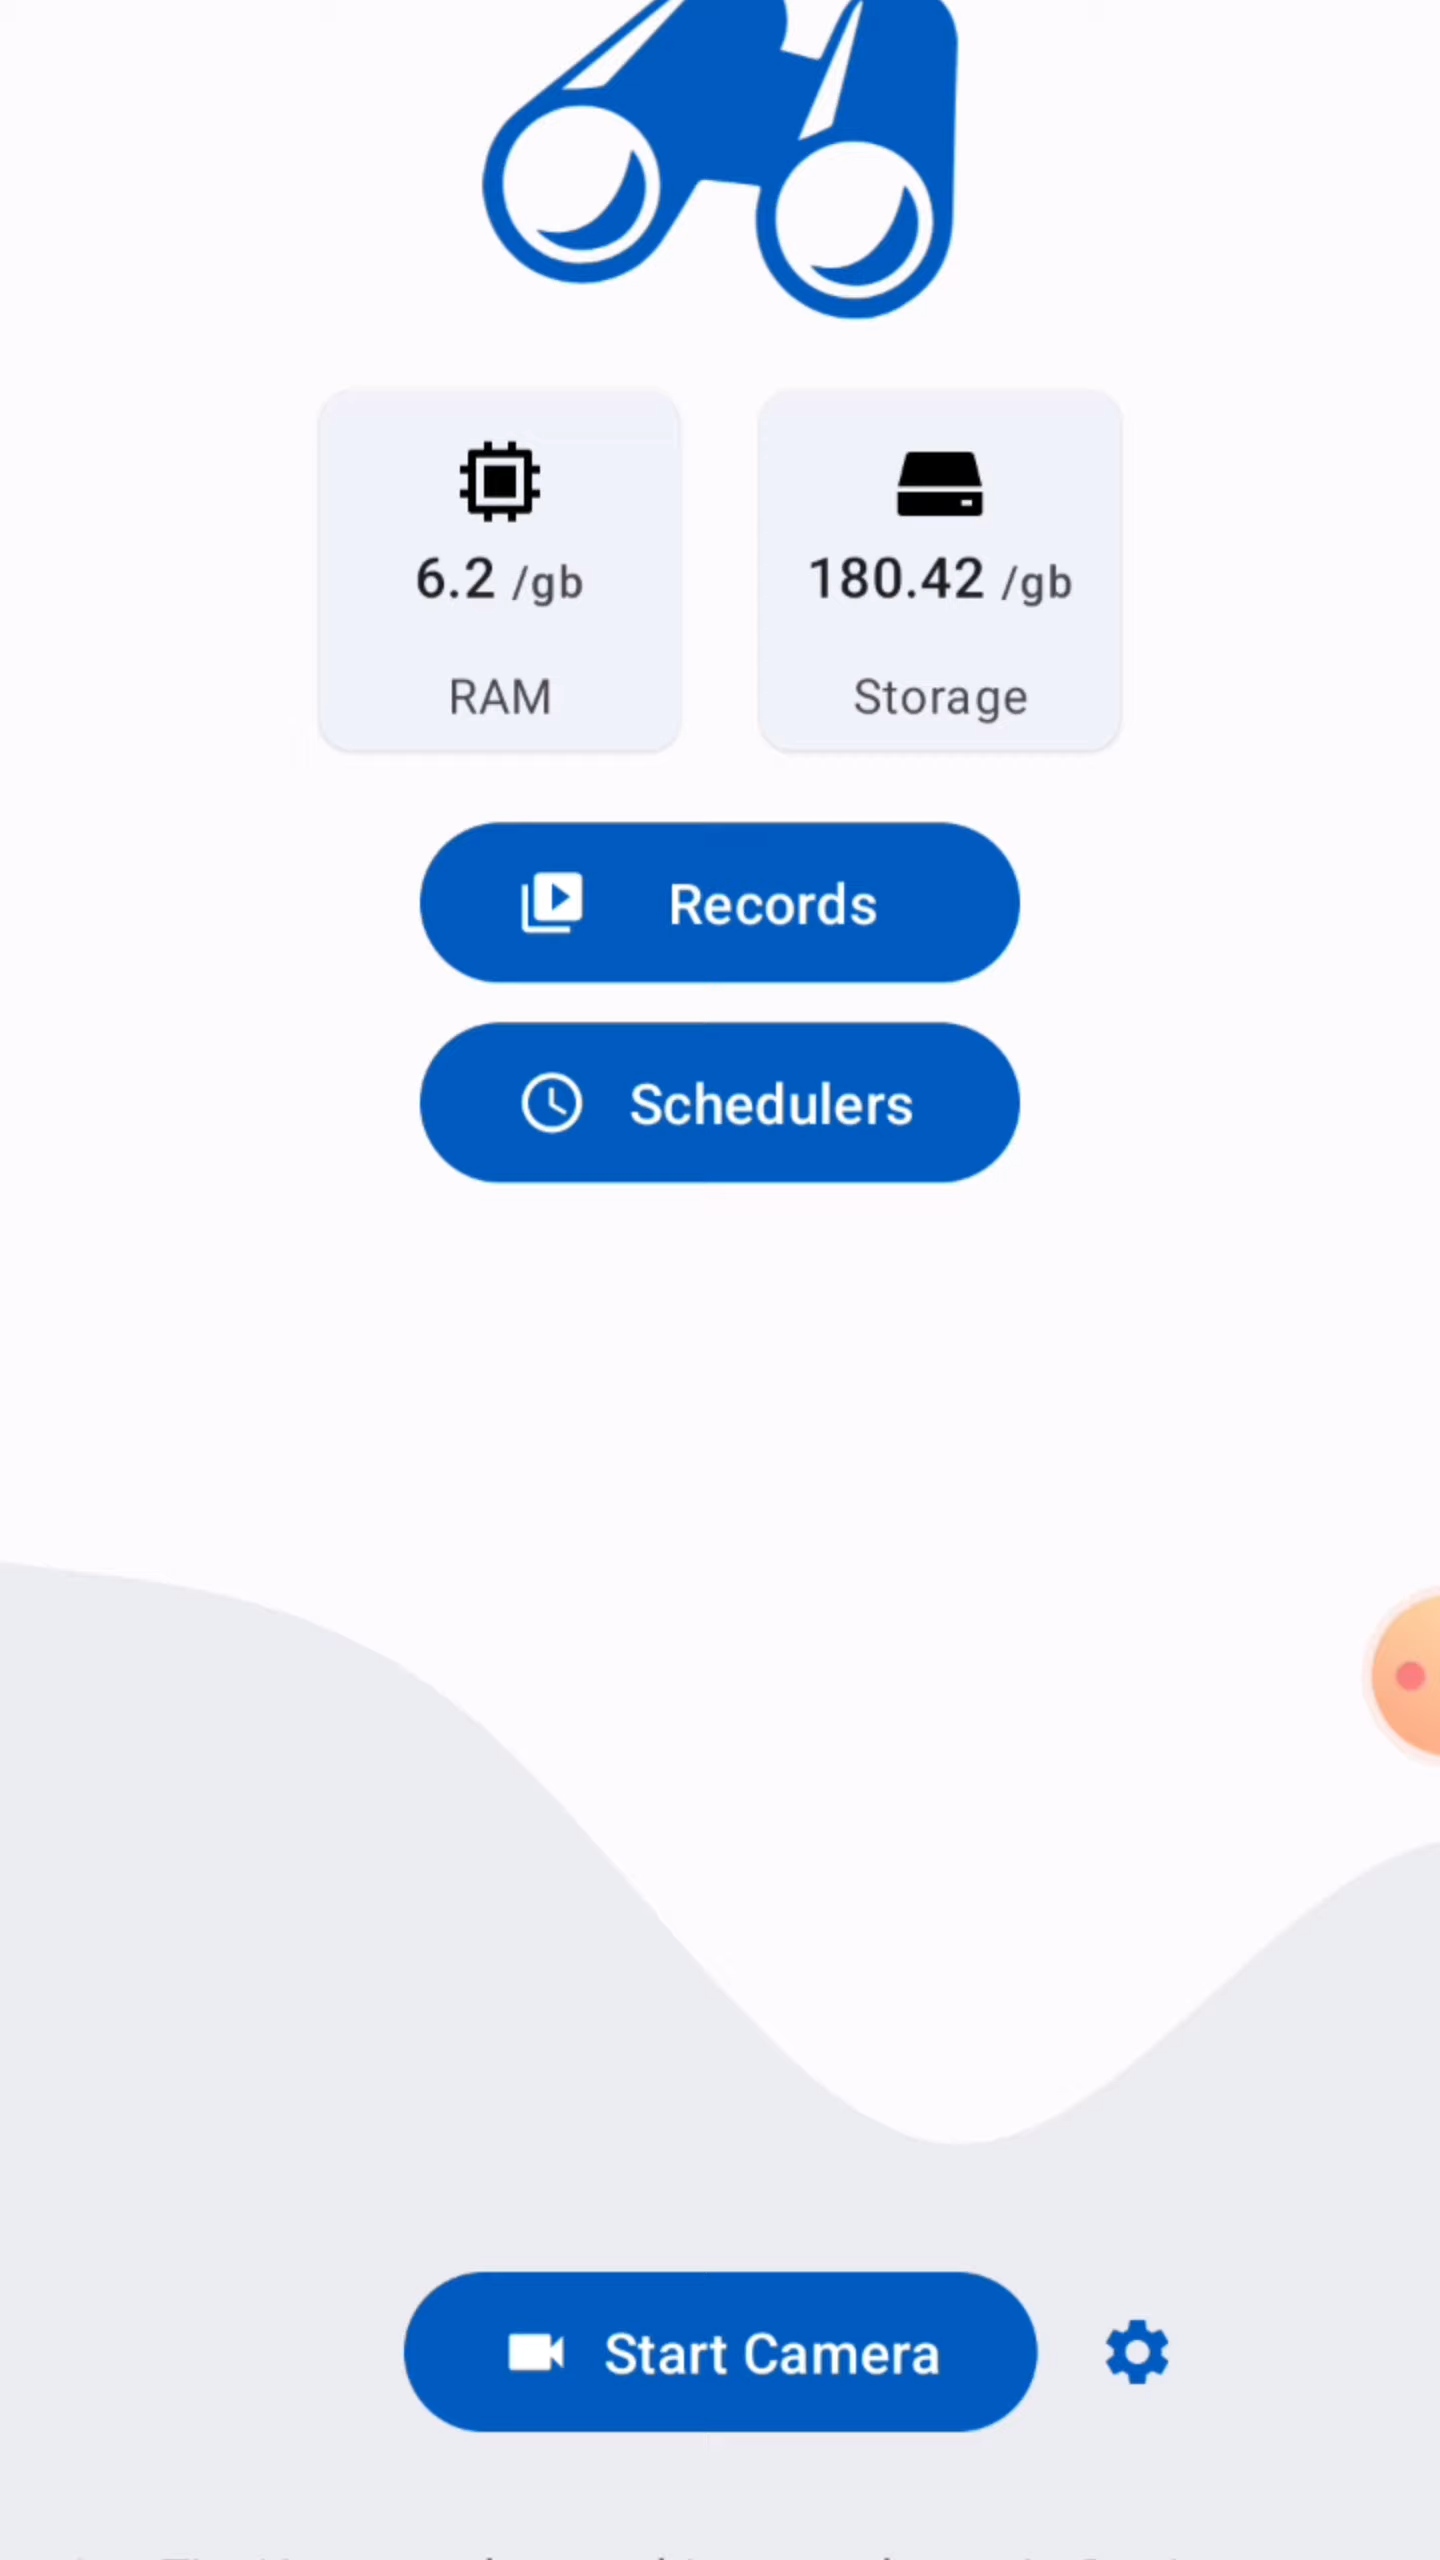 6.2 /gb
180.42 /gb
RAM
Storage
Records
Schedulers
Start Camera